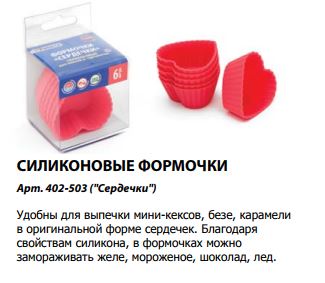 ФОРМОЧКИ
"СЕРДЕЧКИ"
6
СИЛИКОНОВЫЕ ФОРМОЧКИ
Арт. 402-503 ("Сердечки")
Удобны для выпечки мини-кексов, безе, карамели
в оригинальной форме сердечек. Благодаря
свойствам силикона, в формочках можно
замораживать желе, мороженое, шоколад, лед.